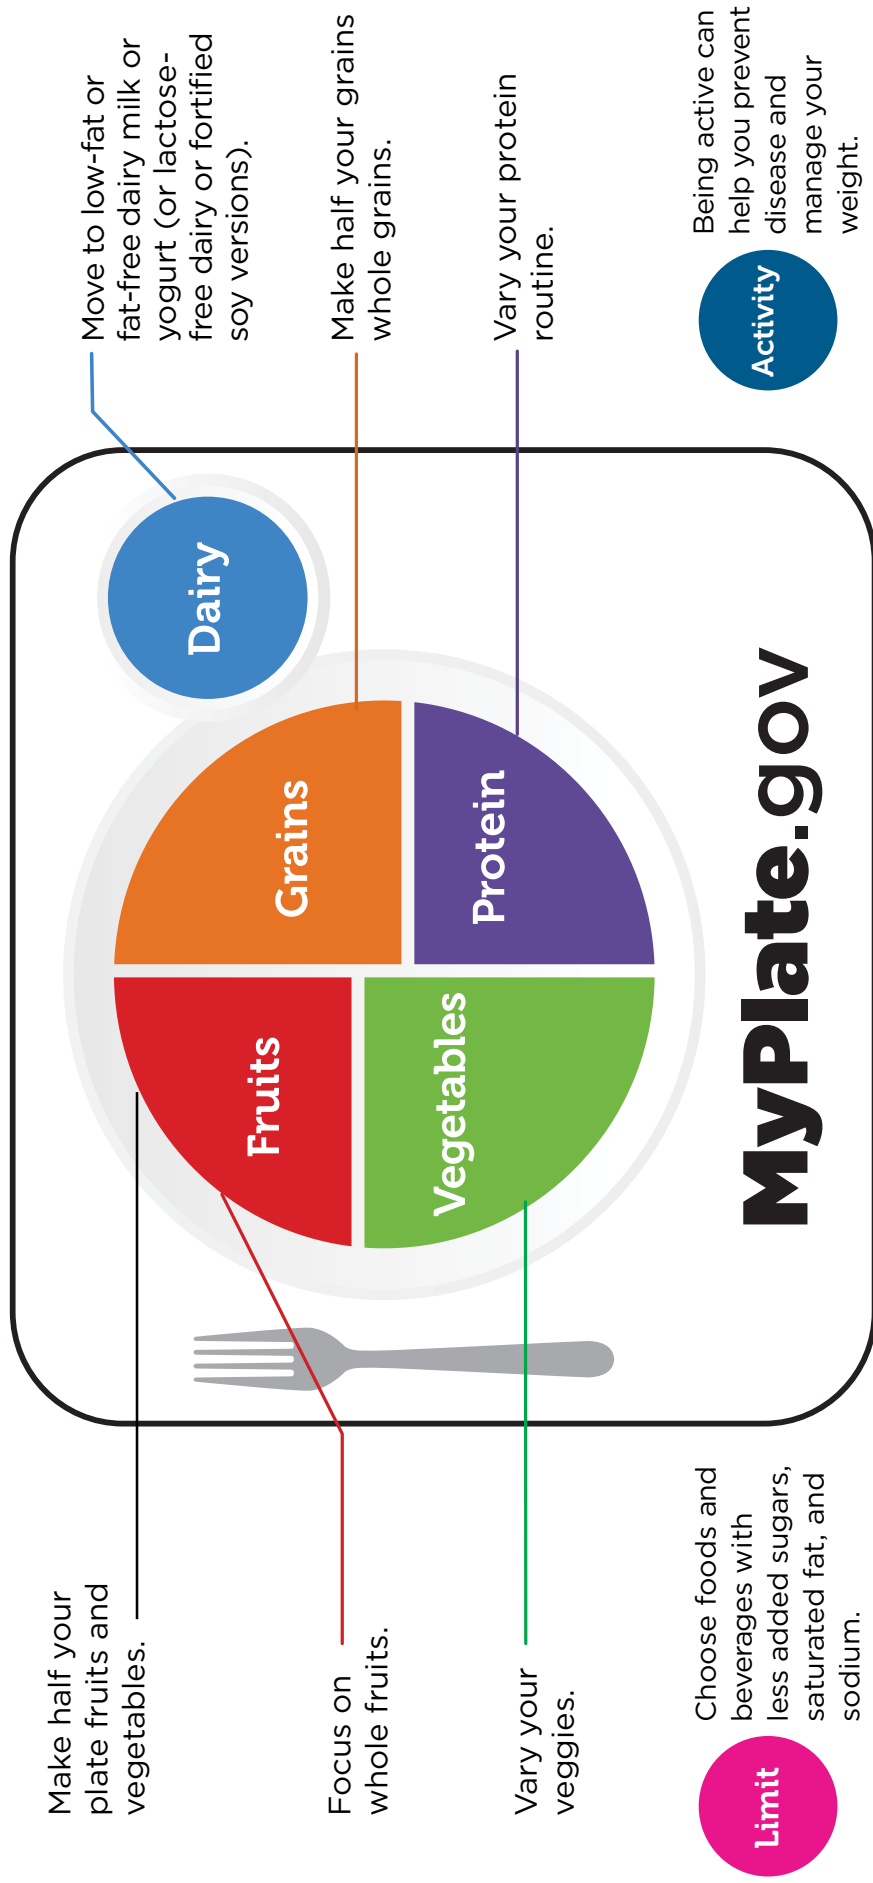 Make half your
plate fruits and
vegetables.
Focus on
whole fruits.
Vary your
veggies.
Fruits
Vegetables
Grains
Protein
Dairy
Move to low-fat or
fat-free dairy milk or
yogurt (or lactose-
free dairy or fortified
soy versions).
Make half your grains
whole grains.
Vary your protein
routine.
MyPlate.gov
Limit
Choose foods and
beverages with
less added sugars,
saturated fat, and
sodium.
Activity
Being active can
help you prevent
disease and
manage your
weight.